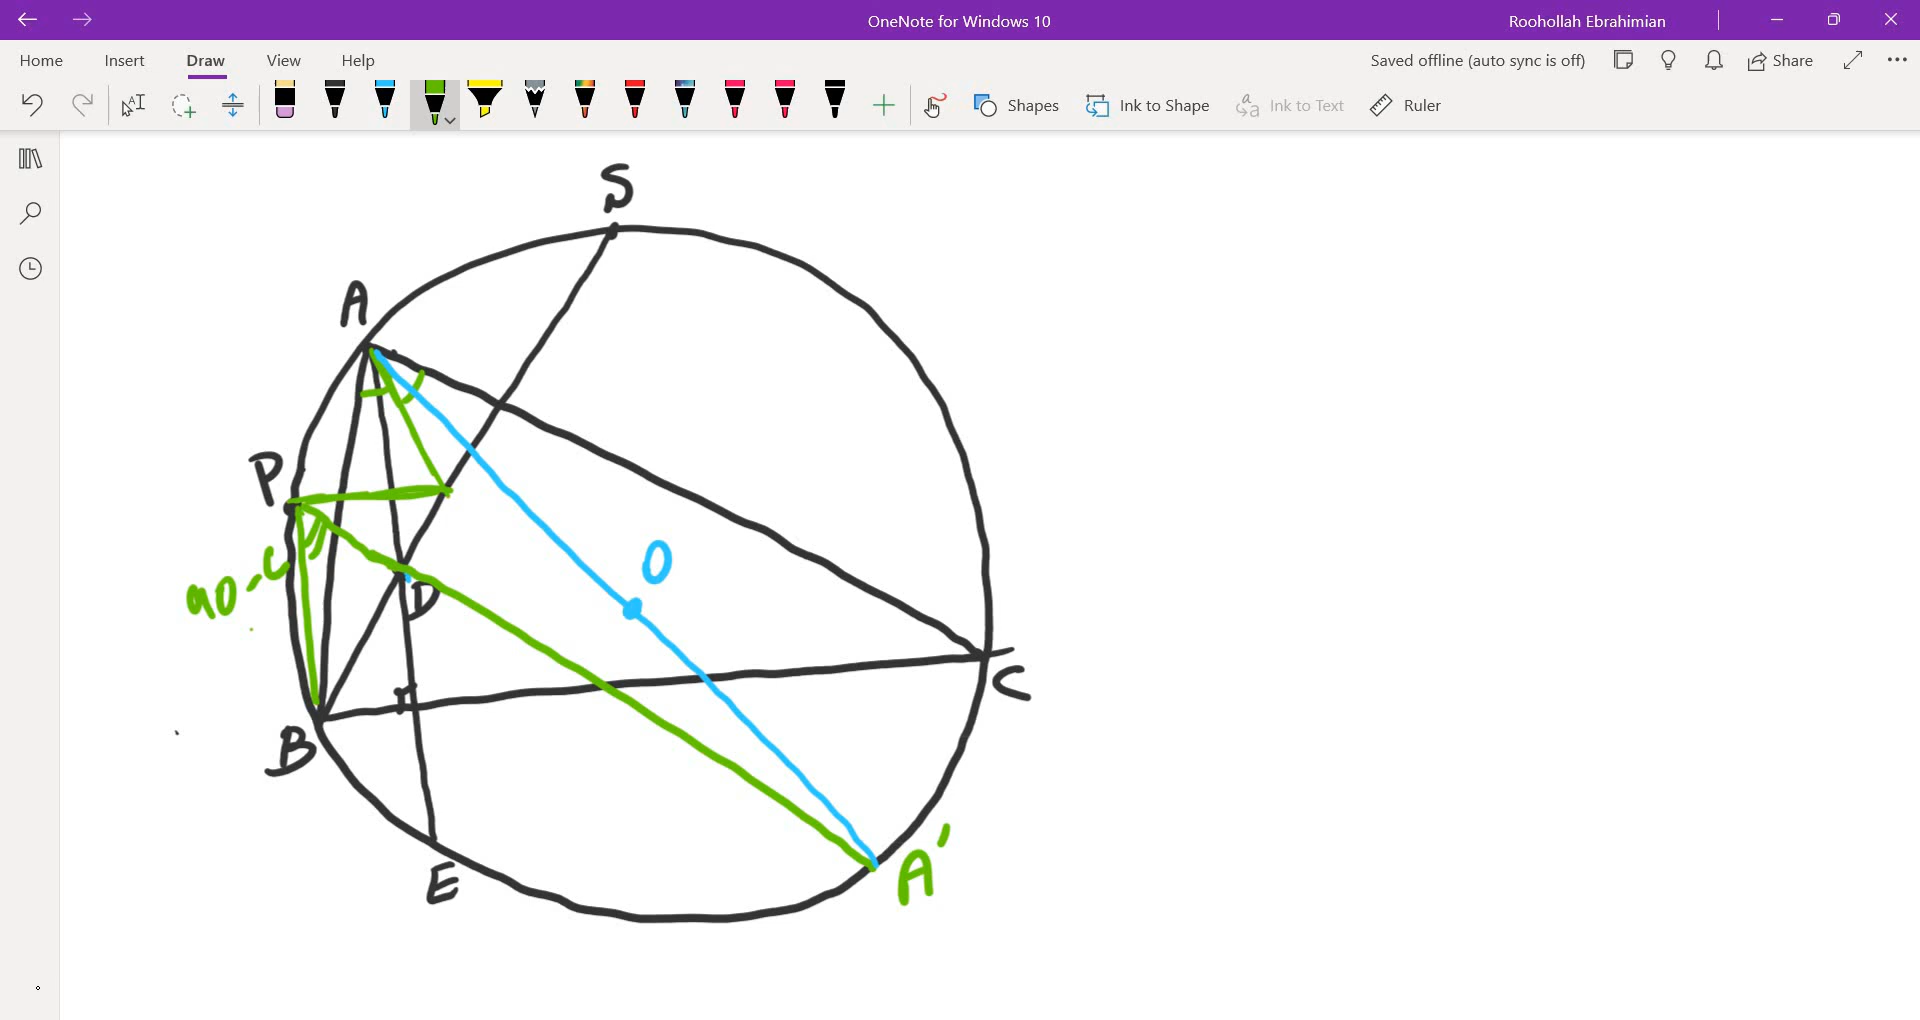 OneNote for Windows 10
Roohollah Ebrahimian
Home Insert Draw View Help
Saved offline (auto sync is off)
Share
Shapes
Ink to Shape
Ink to Text
Ruler
S
A
P
O
90-C
D
C
B
E
A'